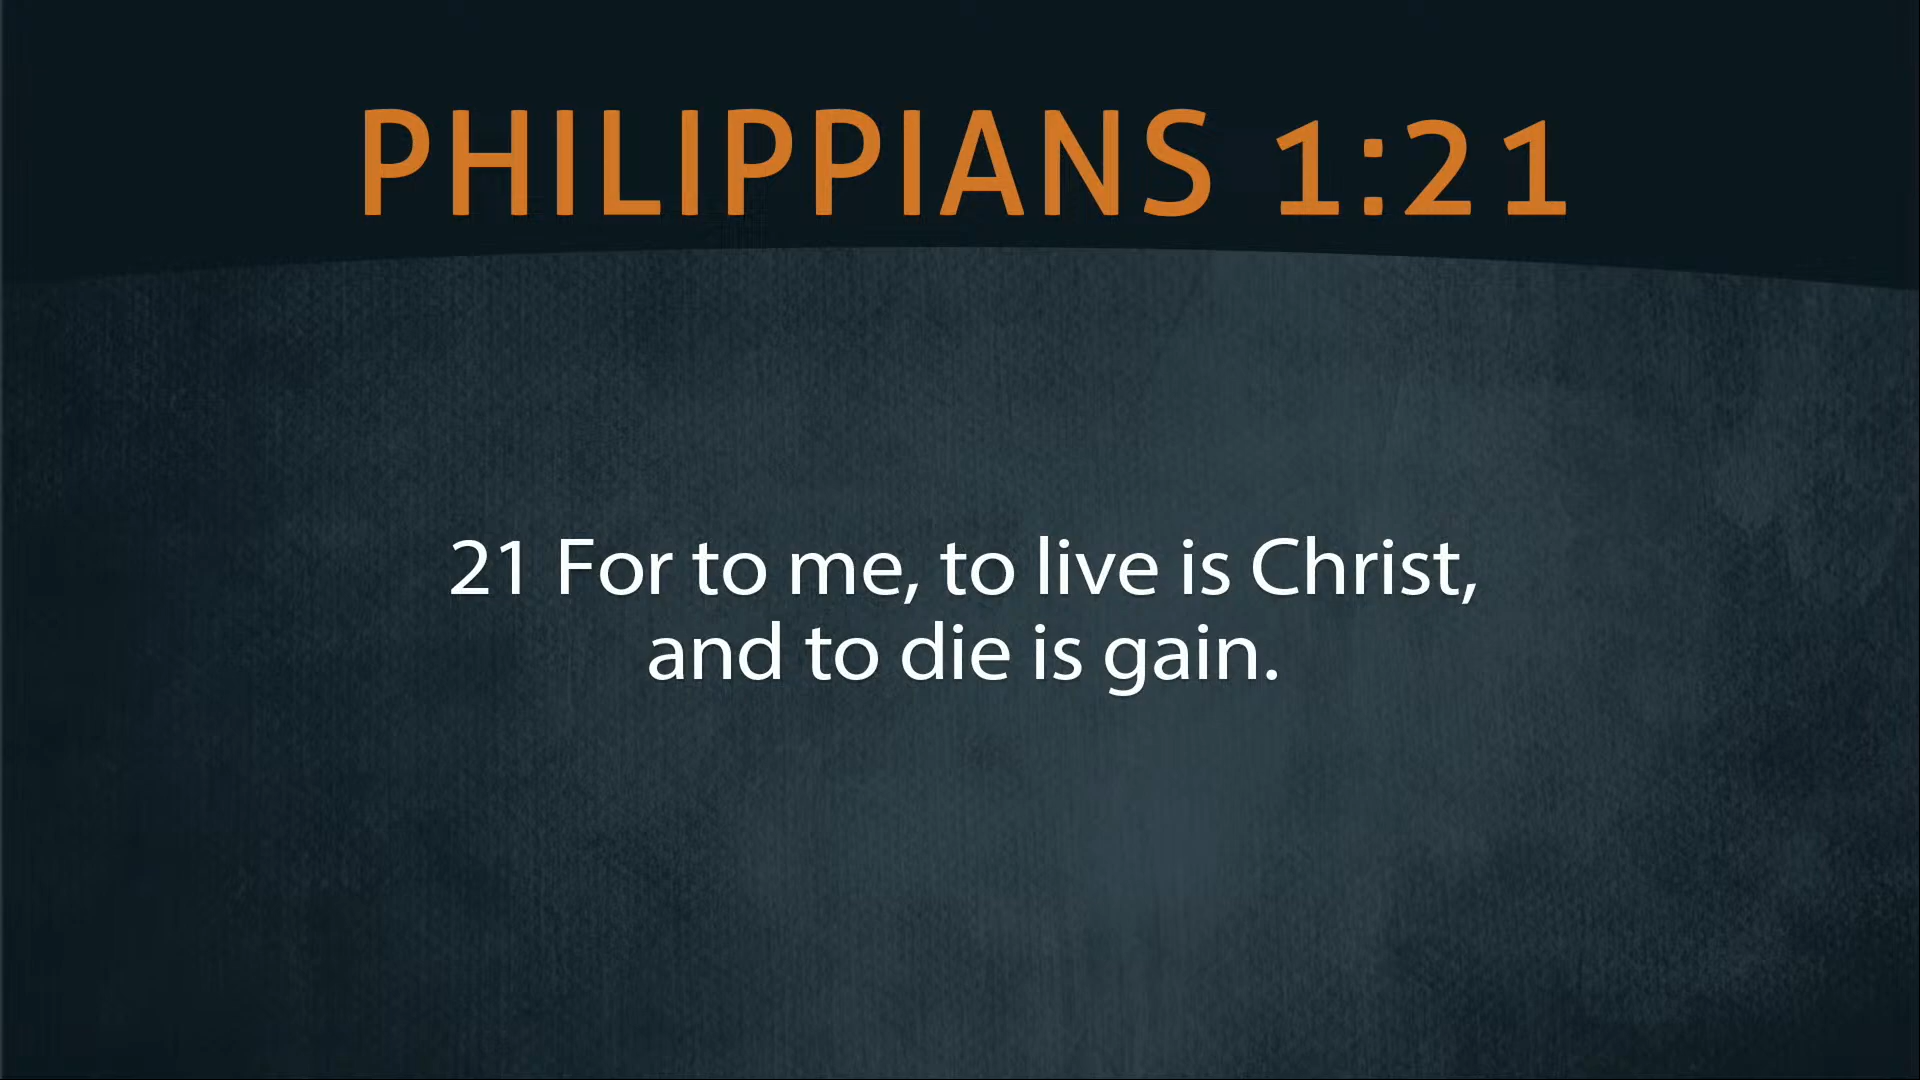 PHILIPPIANS 1:21
21 For to me, to live is Christ,
and to die is gain.